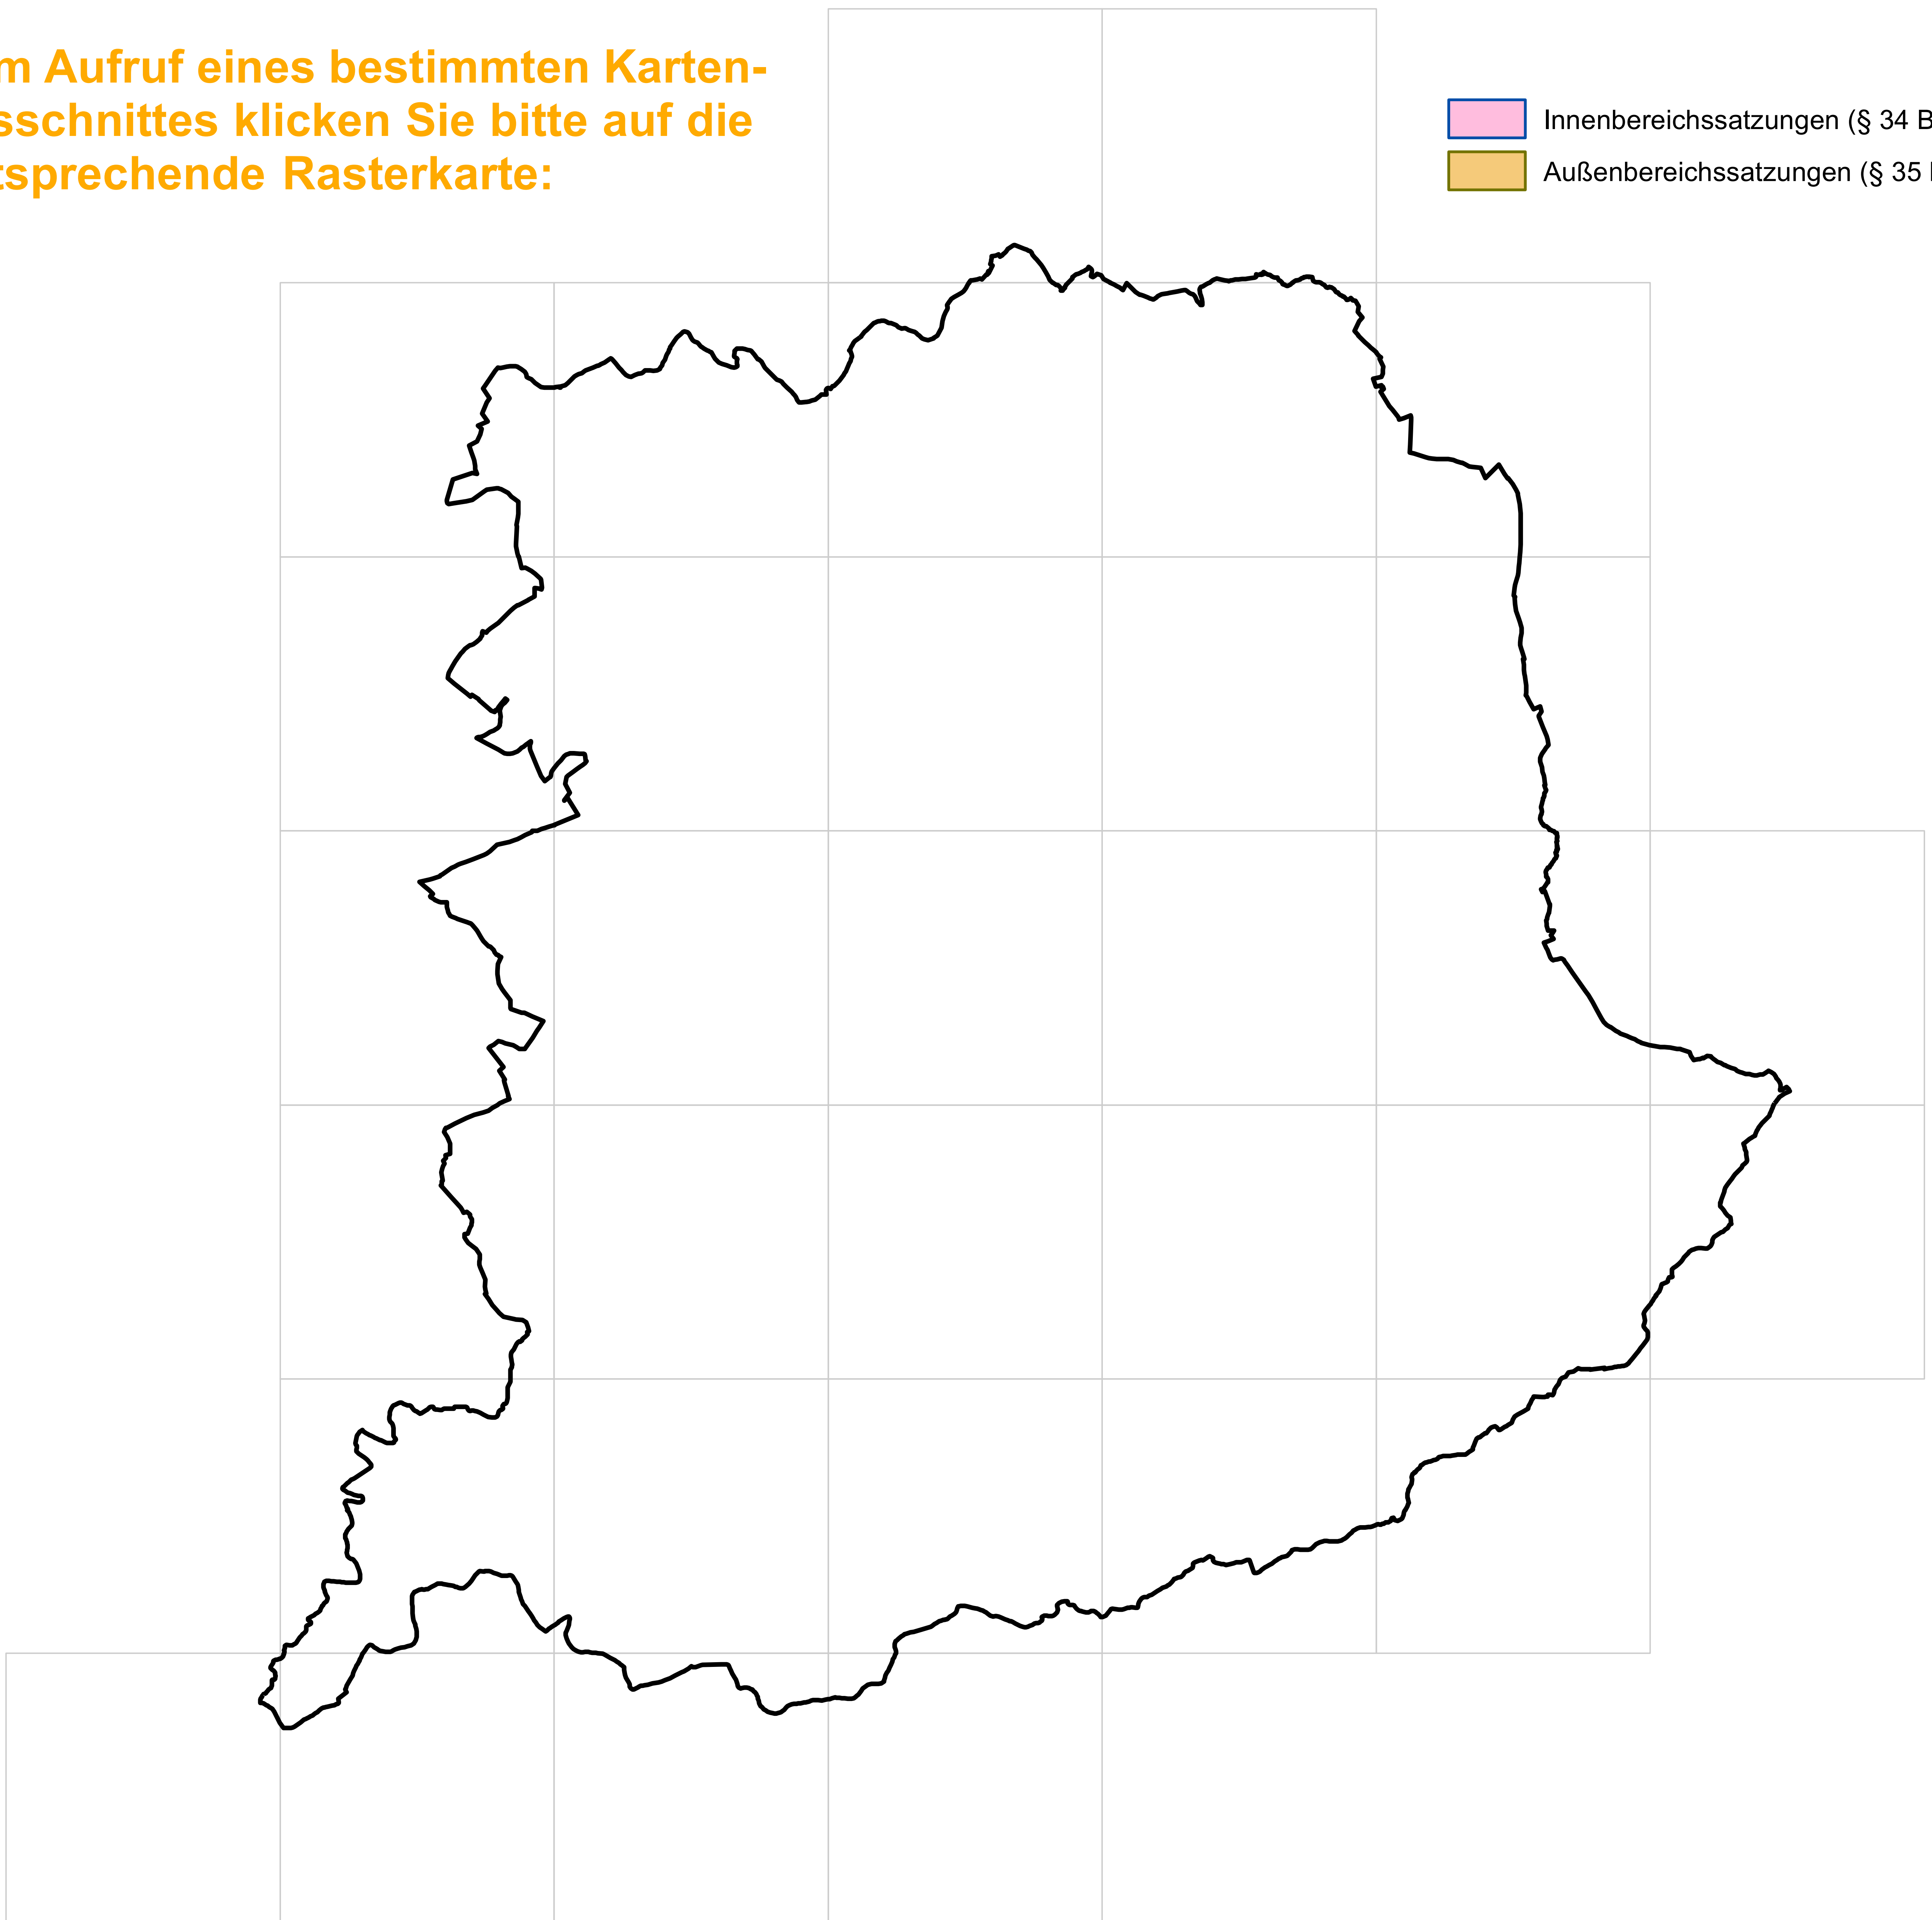 m Aufruf eines bestimmten Karten-
sschnittes klicken Sie bitte auf die
tsprechende Rasterkarte:
Innenbereichssatzungen (§ 34 B
Außenbereichssatzungen (§ 35